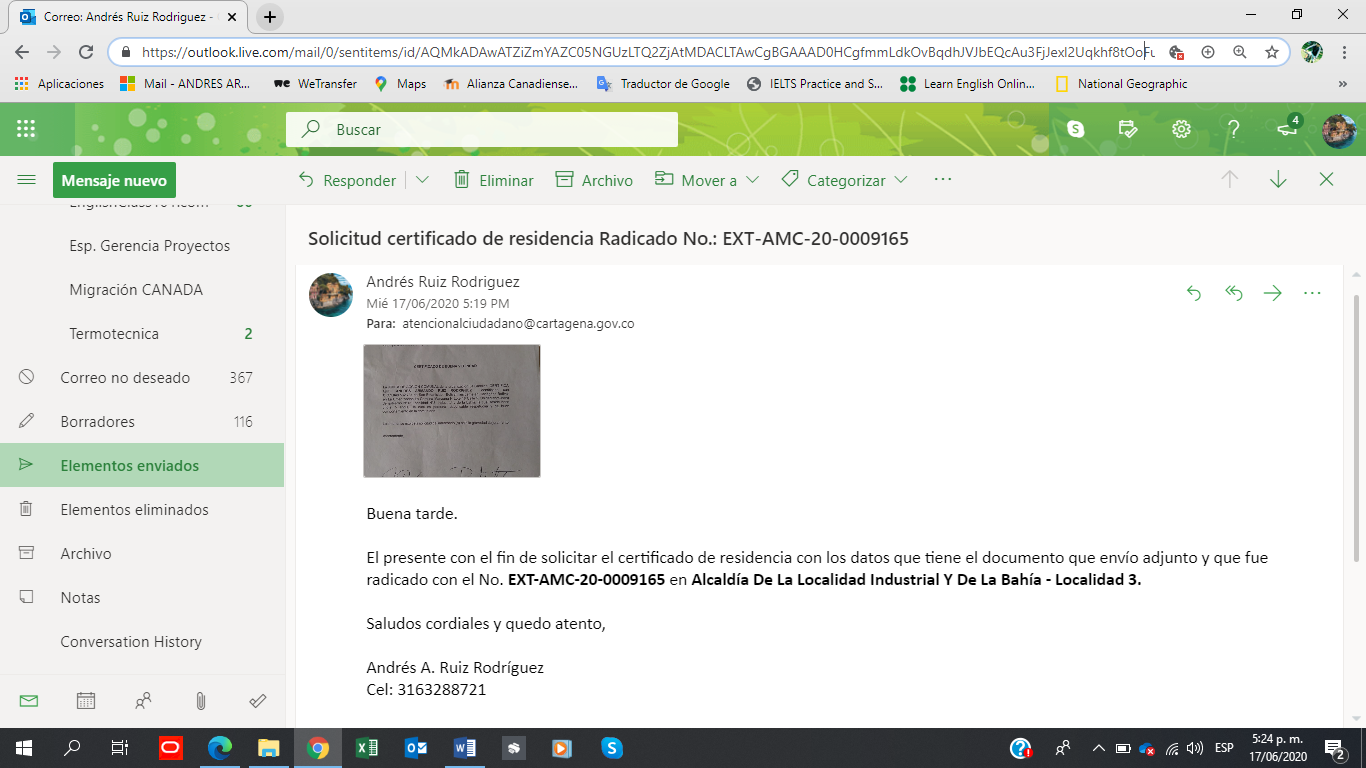 Correo: Andrés Ruiz Rodriguez -
https://outlook.live.com/mail/0/sentitems/id/AQMkADAwATZiZmYAZC05NGUzLTQ2ZjAtMDACLTAwCgBGAAAD0HCgfmmLdkOvBqdhJVJbEQcAu3FjJexl2Uqkhf8tOoFu
Aplicaciones
Mail - ANDRES AR...
we WeTransfer
Maps
Alianza Canadiense...
Traductor de Google
IELTS Practice and S...
Learn English Onlin...
National Geographic
»
Buscar
4
Mensaje nuevo
Responder
Eliminar
Archivo
Mover a
Categorizar
Esp. Gerencia Proyectos
Migración CANADA
Termotecnica 2
Correo no deseado 367
Borradores 116
Elementos enviados
Elementos eliminados
Archivo
Notas
Conversation History
Solicitud certificado de residencia Radicado No.: EXT-AMC-20-0009165
Andrés Ruiz Rodriguez
Mié 17/06/2020 5:19 PM
Para: atencionalciudadano@cartagena.gov.co
Buena tarde.
El presente con el fin de solicitar el certificado de residencia con los datos que tiene el documento que envío adjunto y que fue
radicado con el No. EXT-AMC-20-0009165 en Alcaldía De La Localidad Industrial Y De La Bahía - Localidad 3.
Saludos cordiales y quedo atento,
Andrés A. Ruiz Rodríguez
Cel: 3163288721
ESP
5:24 p. m.
17/06/2020
2